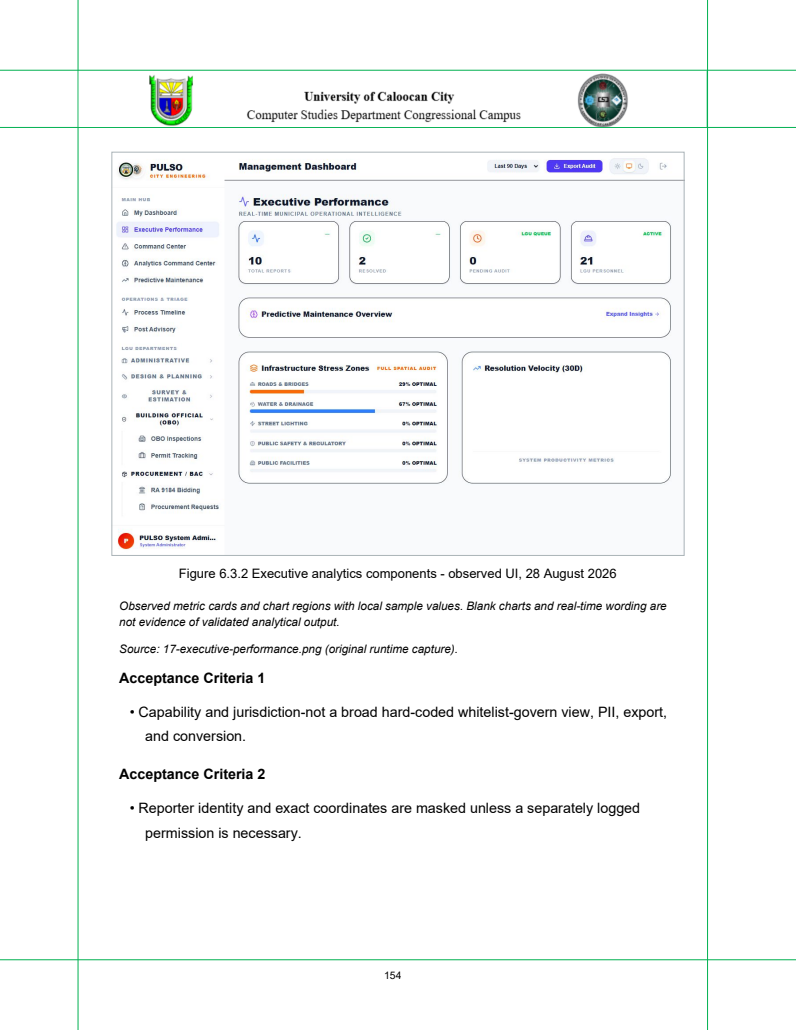 University of Caloocan City
Computer Studies Department Congressional Campus
PULSO
CITY ENGINEERING
MAIN HUB
My Dashboard
Executive Performance
Command Center
Analytics Command Center
Predictive Maintenance
OPERATIONS & TRIAGE
Process Timeline
Post Advisory
LGU DEPARTMENTS
ADMINISTRATIVE
DESIGN & PLANNING
SURVEY &
ESTIMATION
BUILDING OFFICIAL
(OBO)
OBO Inspections
Permit Tracking
PROCUREMENT / BAC
RA 9184 Bidding
Procurement Requests
PULSO System Admi...
System Administrator
Management Dashboard
Last 90 Days
Export Audit
Executive Performance
REAL-TIME MUNICIPAL OPERATIONAL INTELLIGENCE
10
TOTAL REPORTS
2
RESOLVED
LGU QUEUE
0
PENDING AUDIT
ACTIVE
21
LGU PERSONNEL
Predictive Maintenance Overview
Expand Insights
Infrastructure Stress Zones
FULL SPATIAL AUDIT
ROADS & BRIDGES 29% OPTIMAL
WATER & DRAINAGE 67% OPTIMAL
STREET LIGHTING 0% OPTIMAL
PUBLIC SAFETY & REGULATORY 0% OPTIMAL
PUBLIC FACILITIES 0% OPTIMAL
Resolution Velocity (30D)
SYSTEM PRODUCTIVITY METRICS
Figure 6.3.2 Executive analytics components - observed UI, 28 August 2026
Observed metric cards and chart regions with local sample values. Blank charts and real-time wording are
not evidence of validated analytical output.
Source: 17-executive-performance.png (original runtime capture).
Acceptance Criteria 1
• Capability and jurisdiction-not a broad hard-coded whitelist-govern view, PII, export,
and conversion.
Acceptance Criteria 2
• Reporter identity and exact coordinates are masked unless a separately logged
permission is necessary.
154